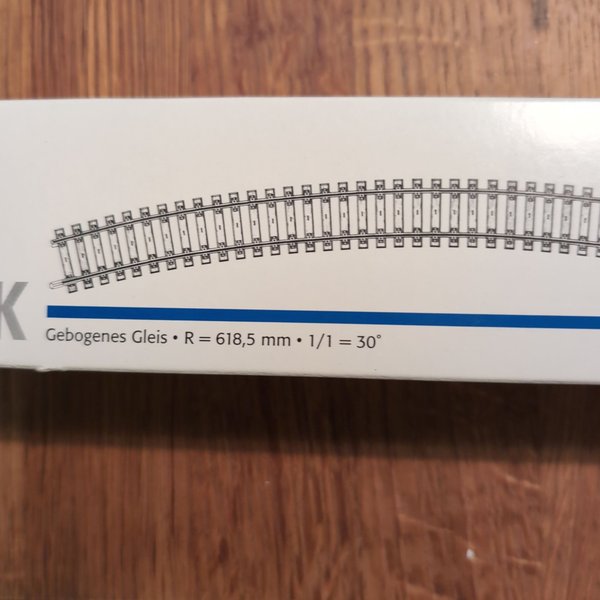 K
Gebogenes Gleis • R = 618,5 mm • 1/1 = 30°